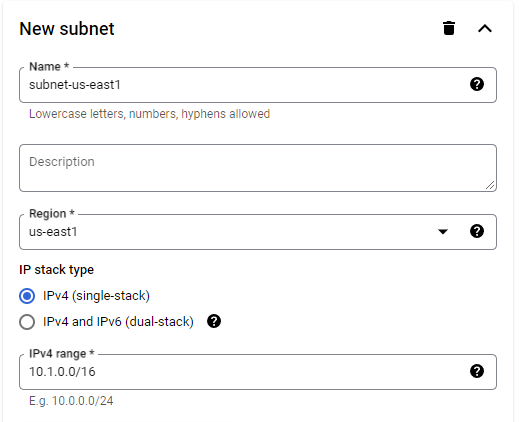 New subnet
Name *
subnet-us-east1
Lowercase letters, numbers, hyphens allowed
Description
Region *
us-east1
IP stack type
IPv4 (single-stack)
IPv4 and IPv6 (dual-stack)
IPv4 range *
10.1.0.0/16
E.g. 10.0.0.0/24